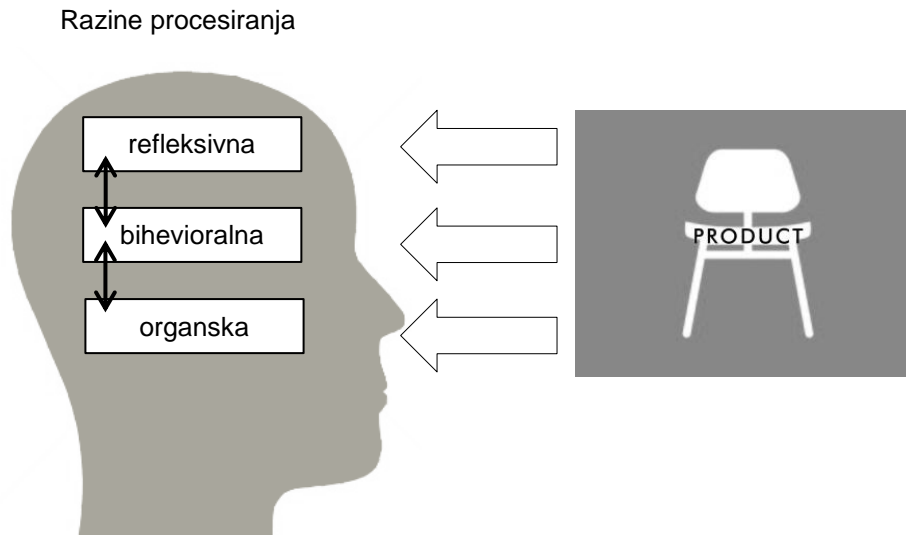 Razine procesiranja
refleksivna
bihevioralna
organska
PRODUCT